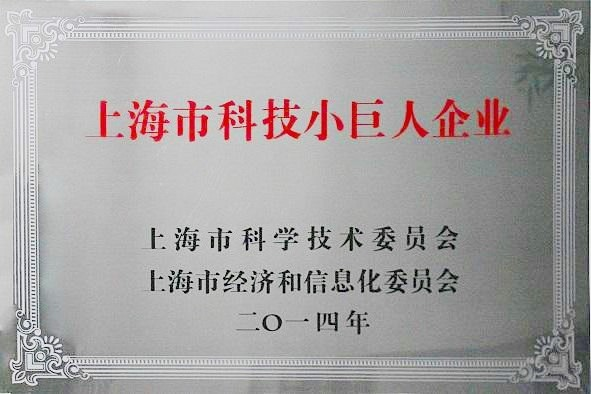 上海市科技小巨人企业
上海市科学技术委员会
上海市经济和信息化委员会
二〇一四年